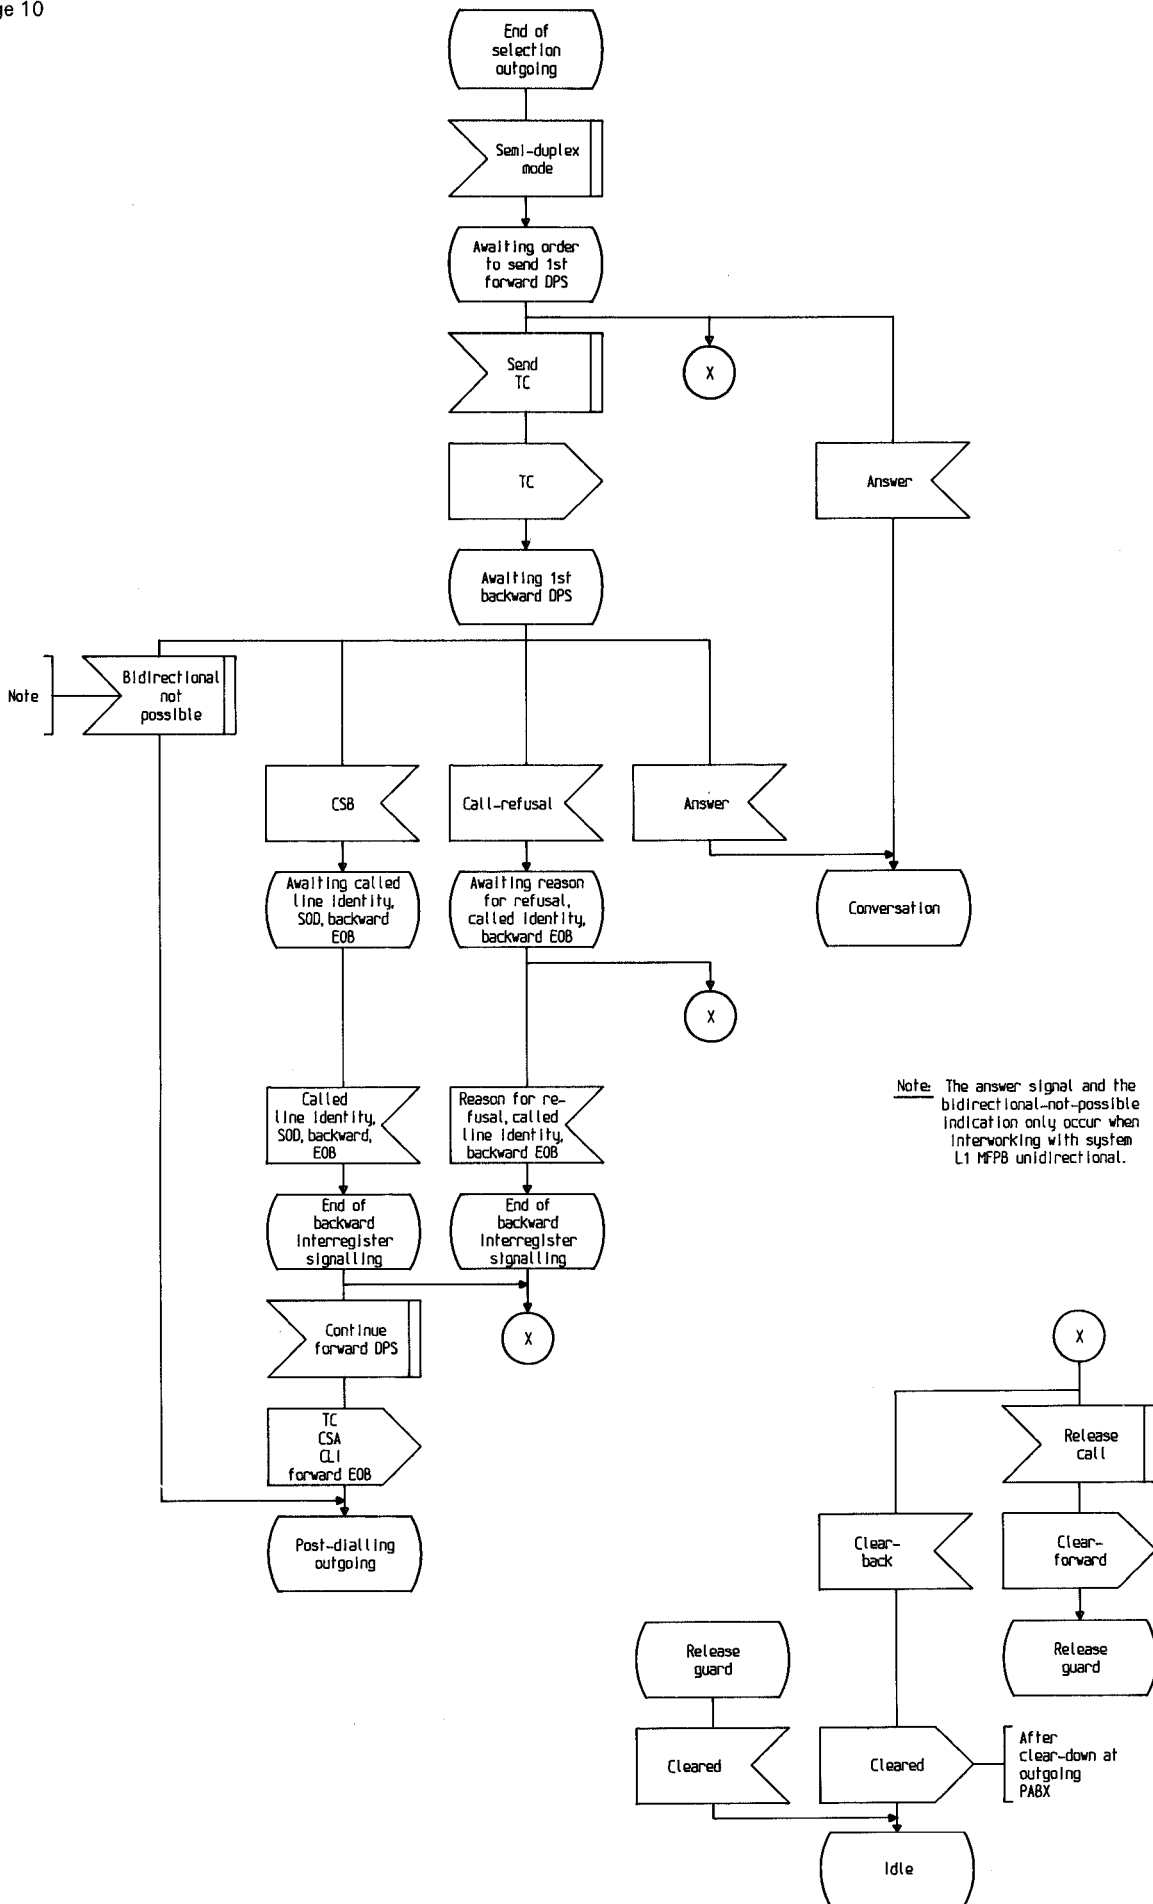 ge 10
End of
selection
outgoing
Semi-duplex
mode
Awaiting order
to send 1st
forward DPS
Send
TC
X
TC
Answer
Awaiting 1st
backward DPS
Note
Bidirectional
not
possible
CSB
Call-refusal
Answer
Awaiting called
line identity,
SOD, backward
EOB
Awaiting reason
for refusal,
called identity,
backward EOB
Conversation
X
Called
line identity,
SOD, backward,
EOB
Reason for re-
fusal, called
line identity,
backward EOB
Note: The answer signal and the
bidirectional-not-possible
indication only occur when
interworking with system
L1 MFPB unidirectional.
End of
backward
interregister
signalling
End of
backward
interregister
signalling
Continue
forward DPS
X
X
TC
CSA
CLI
forward EOB
Release
call
Post-dialling
outgoing
Clear-
back
Clear-
forward
Release
guard
Release
guard
Cleared
Cleared
After
clear-down at
outgoing
PABX
Idle